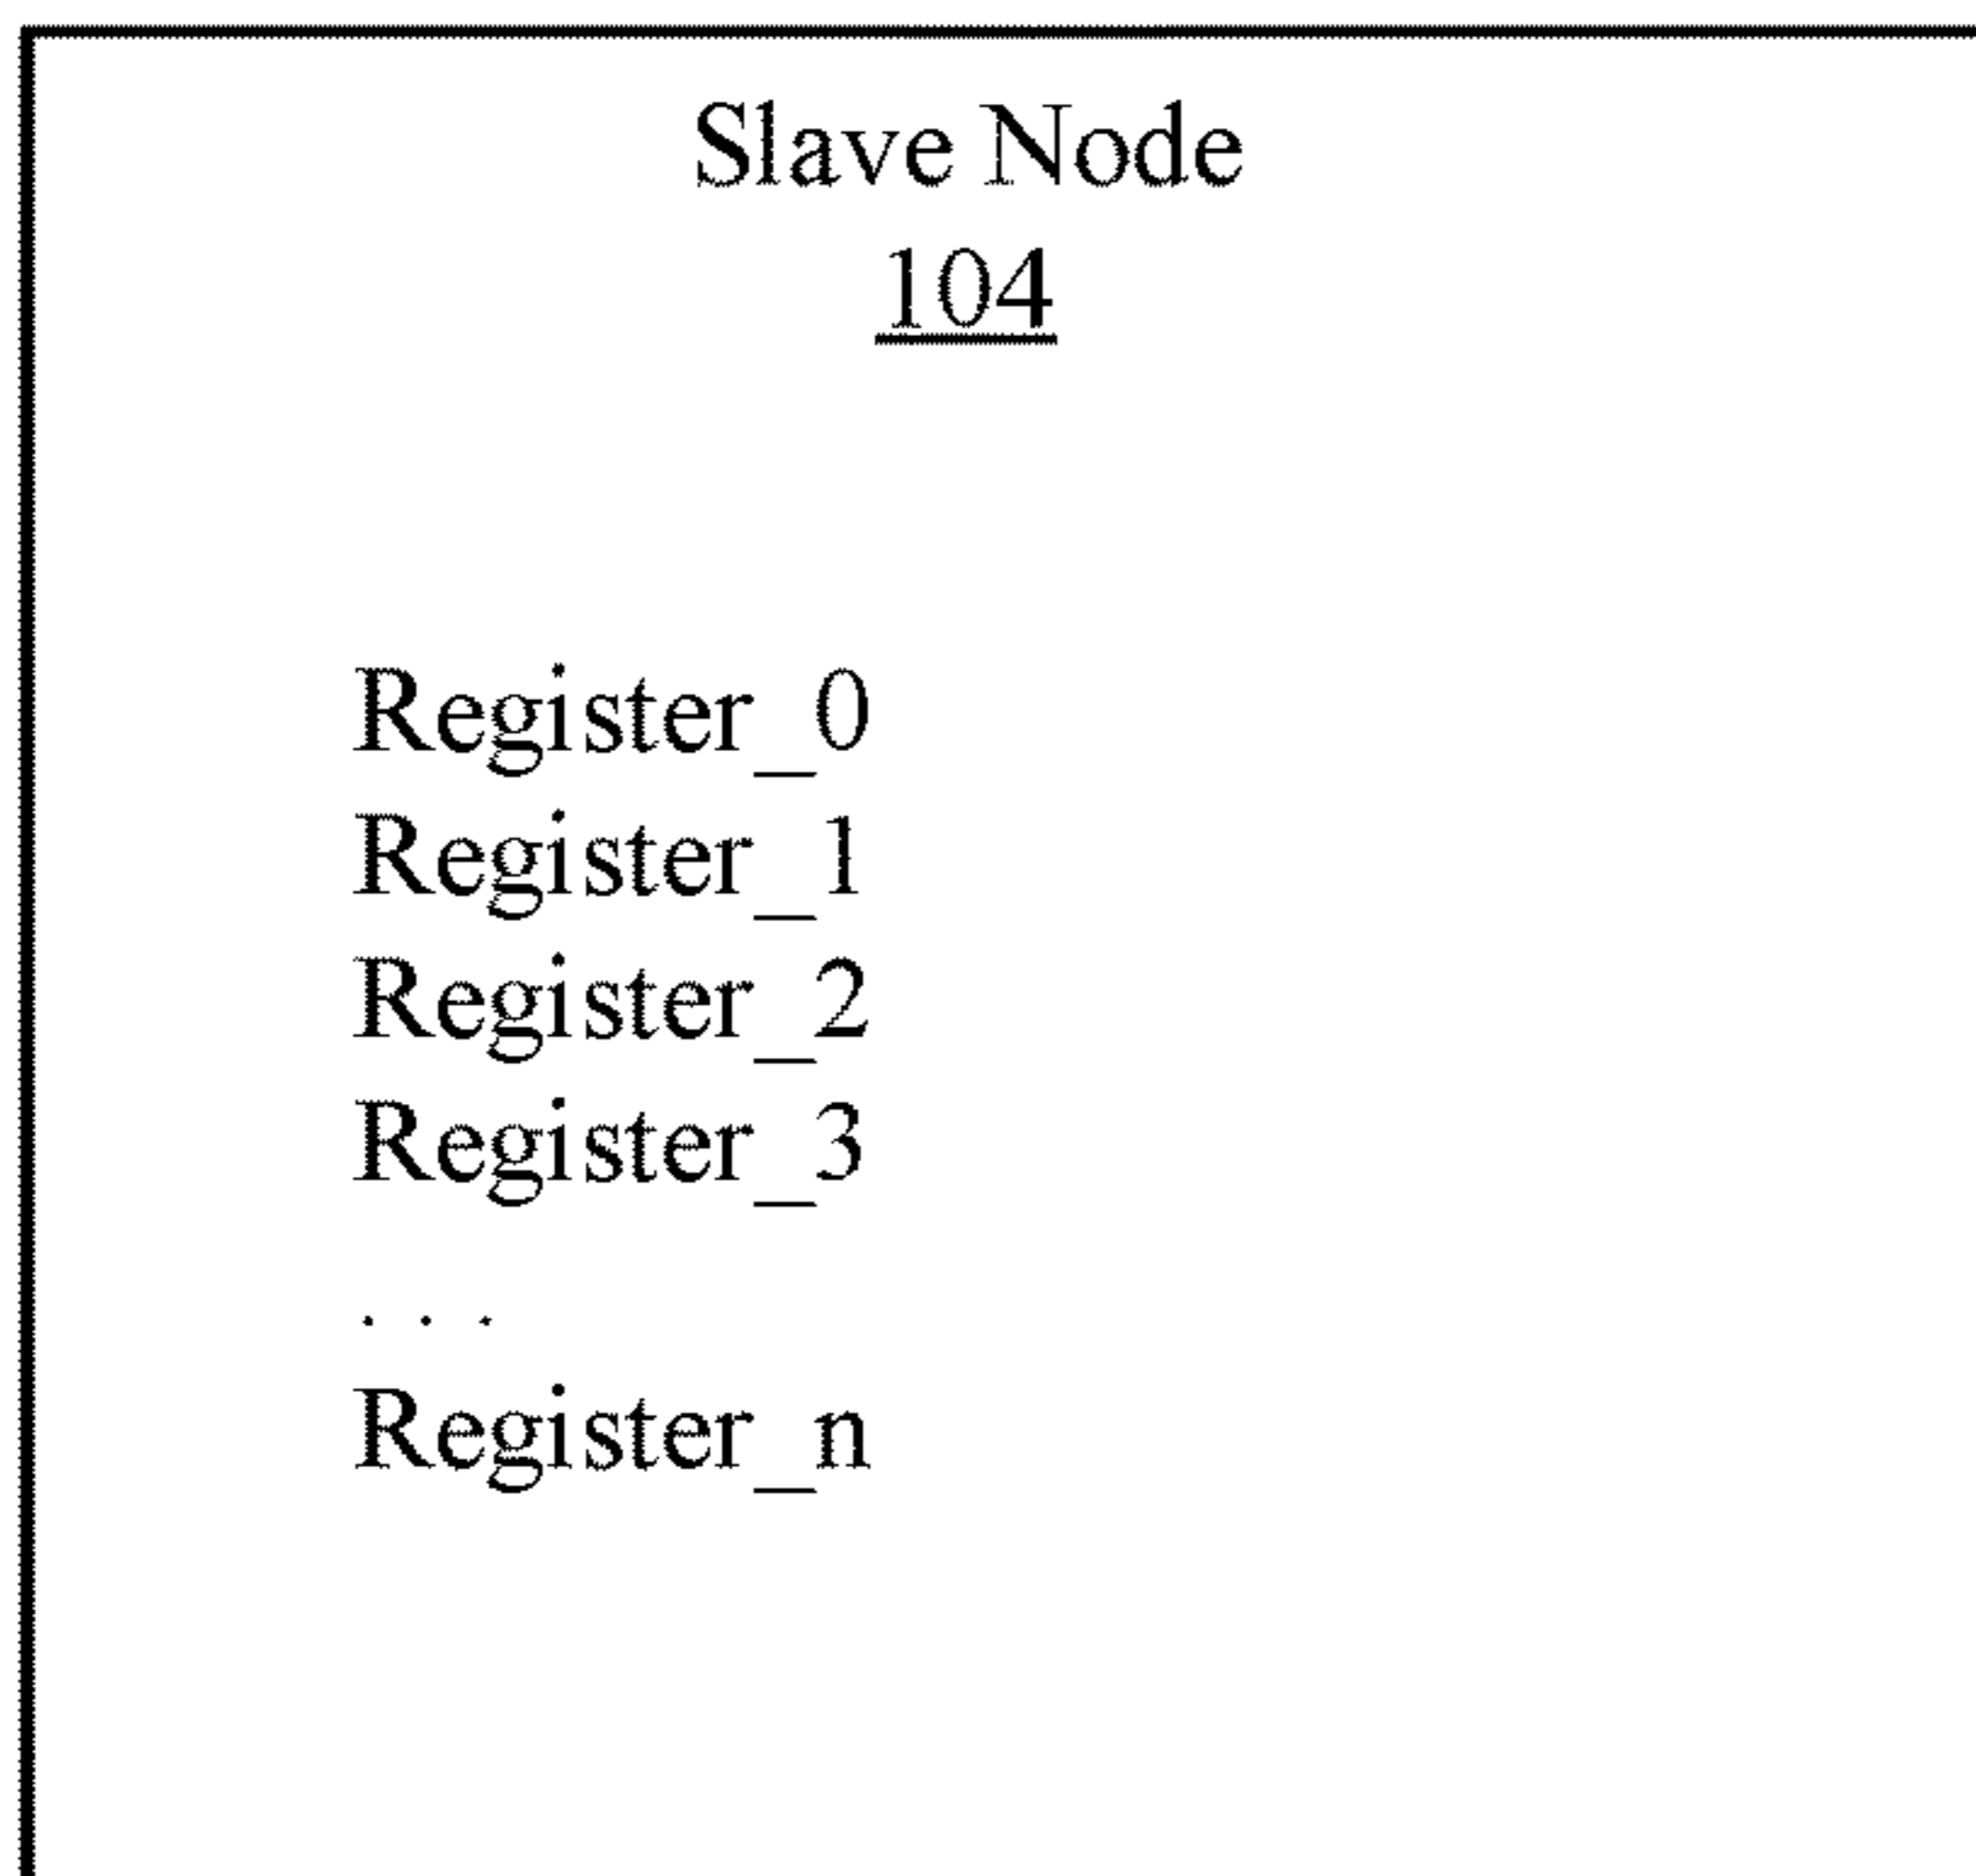 Slave Node
104
Register_0
Register_1
Register_2
Register_3
. . .
Register_n